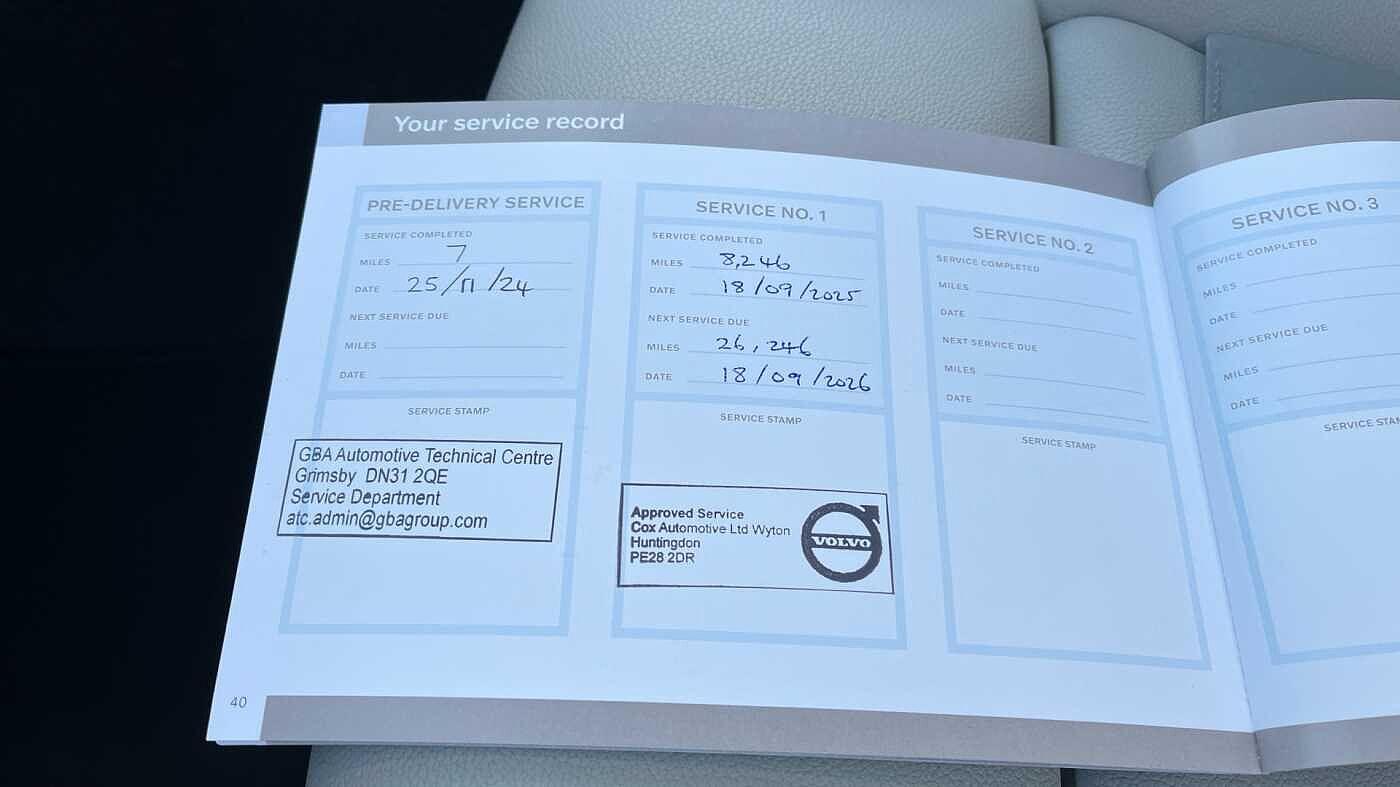 Your service record
PRE-DELIVERY SERVICE
SERVICE COMPLETED
MILES 7
DATE 25/11/24
NEXT SERVICE DUE
MILES
DATE
SERVICE STAMP
GBA Automotive Technical Centre
Grimsby DN31 2QE
Service Department
atc.admin@gbagroup.com
SERVICE NO. 1
SERVICE COMPLETED
MILES 8,246
DATE 18/09/2025
NEXT SERVICE DUE
MILES 26,246
DATE 18/09/2026
SERVICE STAMP
Approved Service
Cox Automotive Ltd Wyton
Huntingdon
PE28 2DR
VOLVO
SERVICE NO. 2
SERVICE COMPLETED
MILES
DATE
NEXT SERVICE DUE
MILES
DATE
SERVICE STAMP
SERVICE NO. 3
SERVICE COMPLETED
MILES
DATE
NEXT SERVICE DUE
MILES
DATE
SERVICE STAM
40